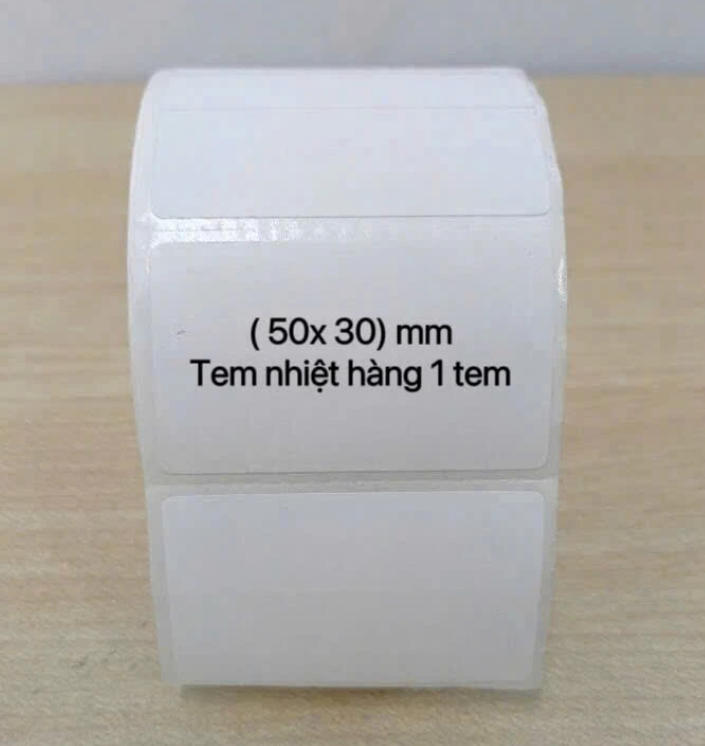 ( 50x 30) mm
Tem nhiệt hàng 1 tem